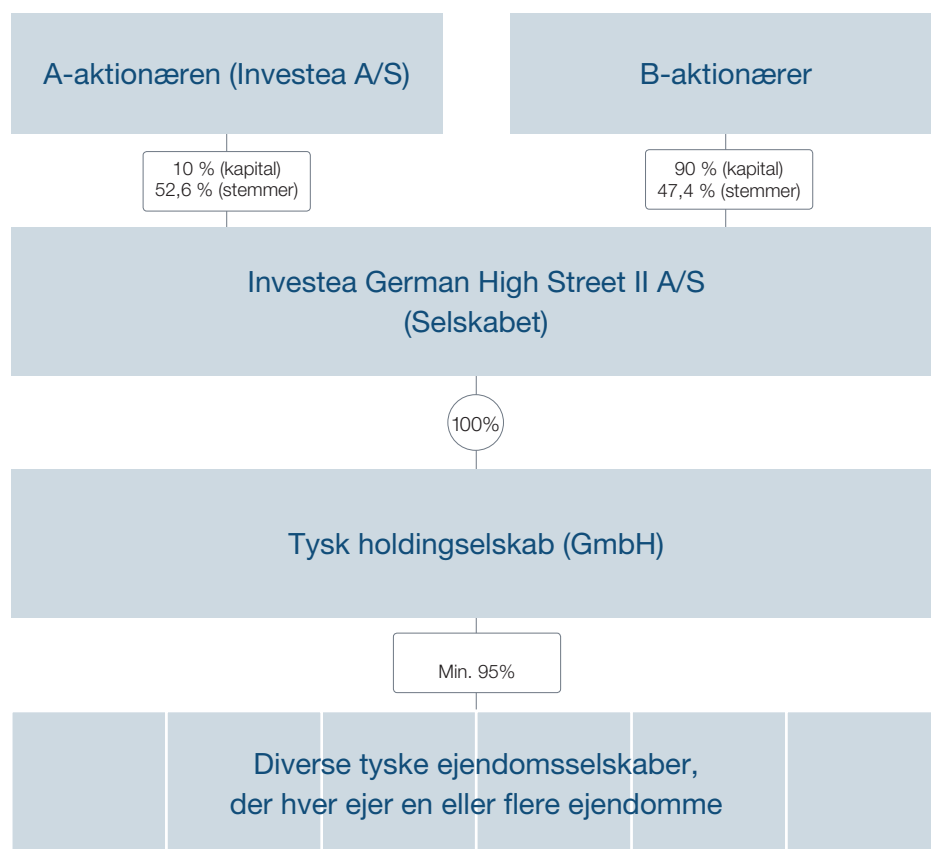 A-aktionæren (Investea A/S)
B-aktionærer
10 % (kapital)
52,6 % (stemmer)
90 % (kapital)
47,4 % (stemmer)
Investea German High Street II A/S
(Selskabet)
100%
Tysk holdingselskab (GmbH)
Min. 95%
Diverse tyske ejendomsselskaber,
der hver ejer en eller flere ejendomme